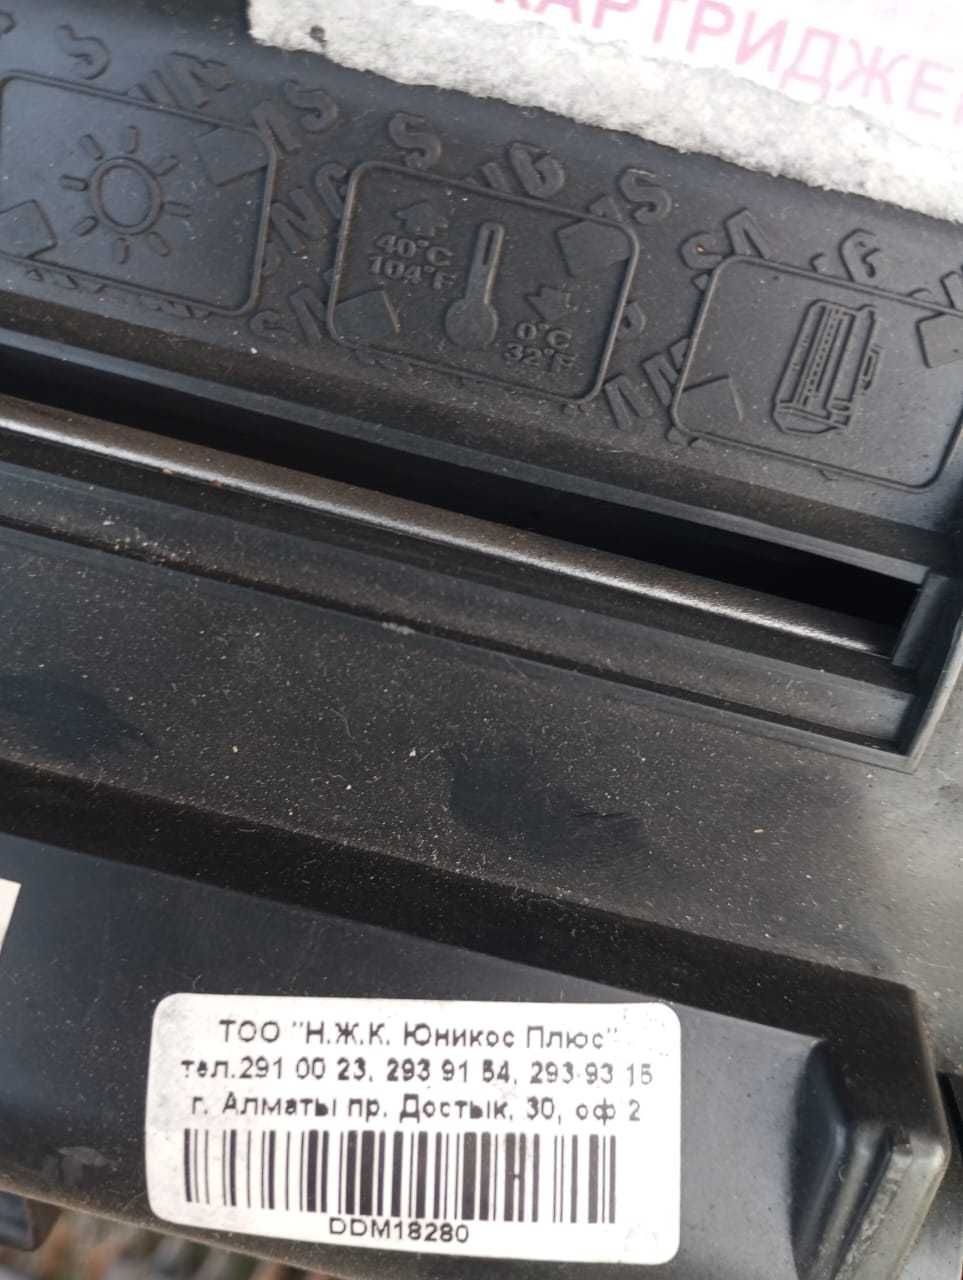 КАРТРИДЖЕ
40°C
104°F
0°C
32°F
ТОО "Н.Ж.К. Юникос Плюс"
тел.291 00 23, 293 91 54, 293-93 15
г. Алматы пр. Достык, 30, оф 2
DDM18280